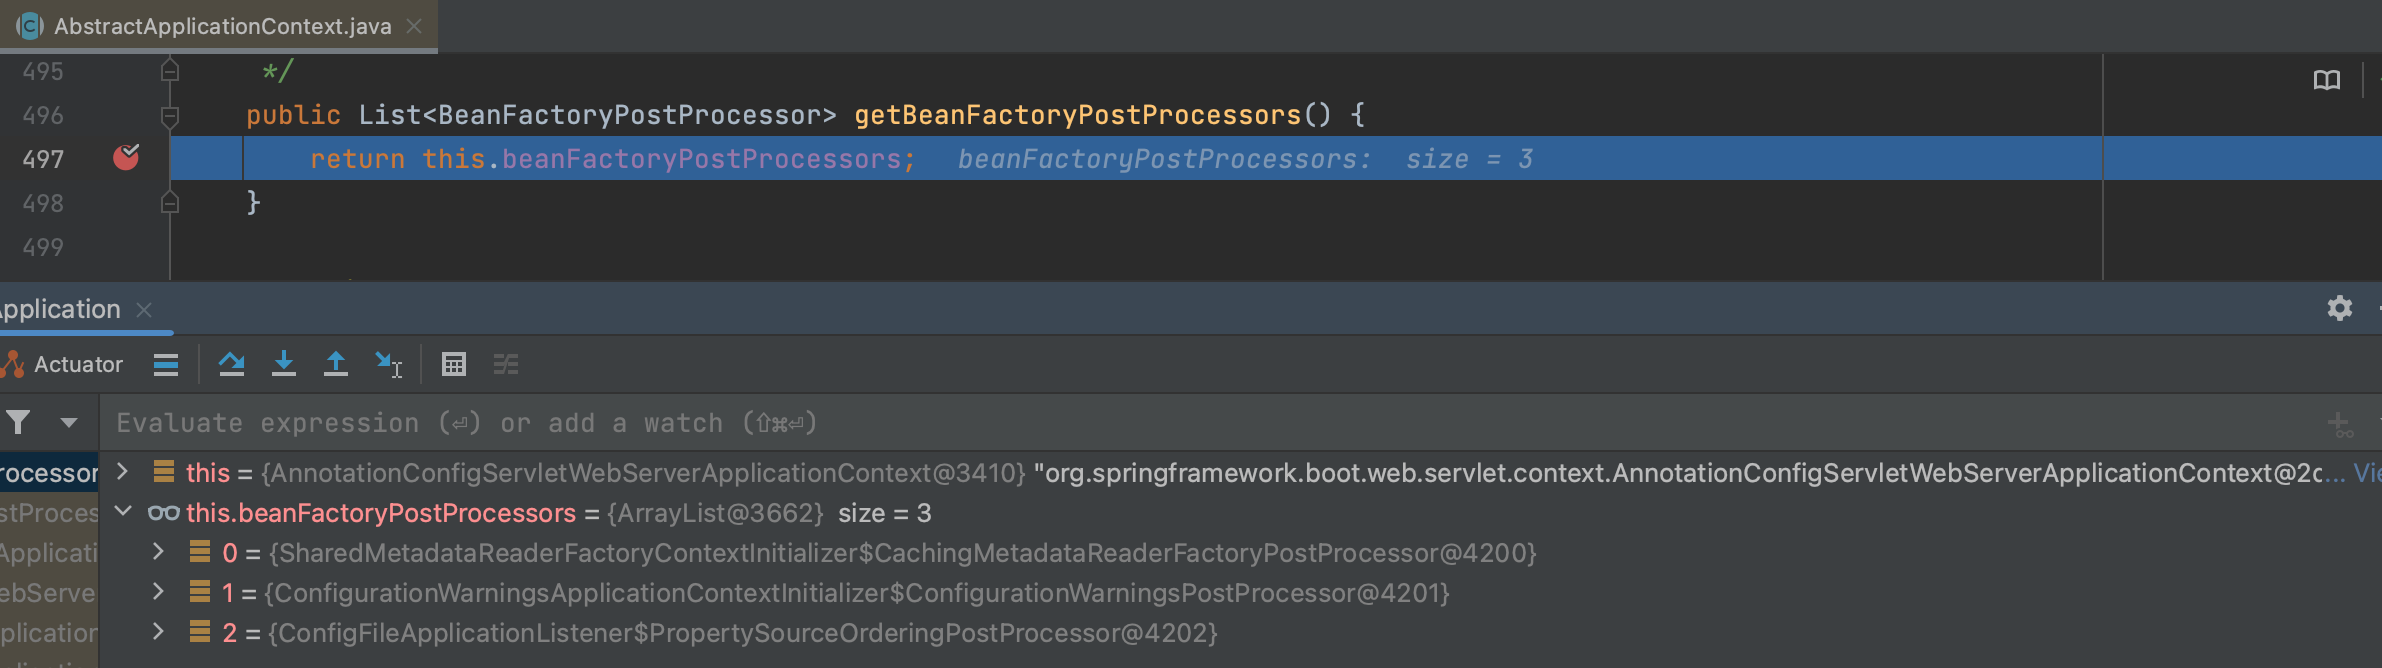 AbstractApplicationContext.java
495 */
496 public List<BeanFactoryPostProcessor> getBeanFactoryPostProcessors() {
497 return this.beanFactoryPostProcessors; beanFactoryPostProcessors: size = 3
498 }
499
Application
Actuator
Evaluate expression (⏎) or add a watch (⇧⌘⏎)
rocessor this = {AnnotationConfigServletWebServerApplicationContext@3410} "org.springframework.boot.web.servlet.context.AnnotationConfigServletWebServerApplicationContext@2c... Vie
stProces this.beanFactoryPostProcessors = {ArrayList@3662} size = 3
Applicati 0 = {SharedMetadataReaderFactoryContextInitializer$CachingMetadataReaderFactoryPostProcessor@4200}
ebServe 1 = {ConfigurationWarningsApplicationContextInitializer$ConfigurationWarningsPostProcessor@4201}
plication 2 = {ConfigFileApplicationListener$PropertySourceOrderingPostProcessor@4202}